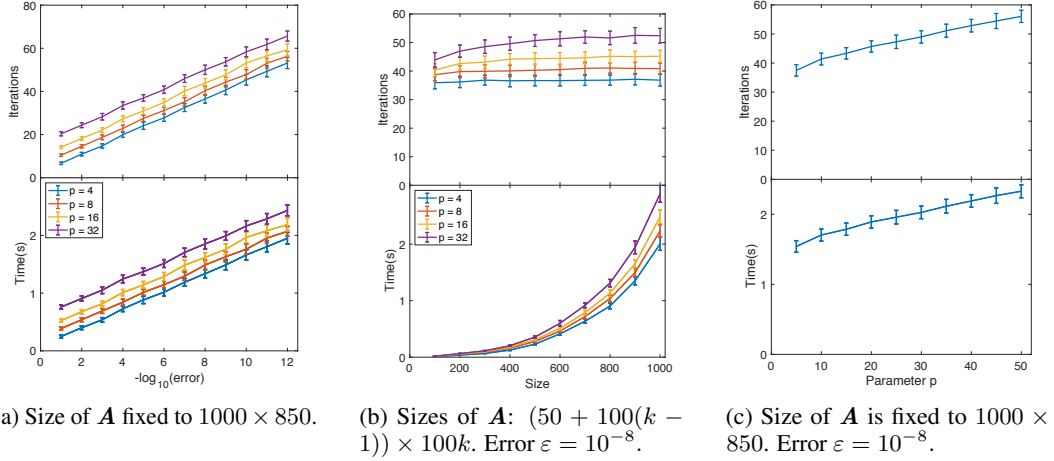 80
60
40
20
0
Iterations
p = 4
p = 8
p = 16
p = 32
2
1
0
Time(s)
0 2 4 6 8 10 12
-log10(error)
60
50
40
30
20
10
0
Iterations
p = 4
p = 8
p = 16
p = 32
2
1
0
Time(s)
200 400 600 800 1000
Size
60
50
40
30
20
10
0
Iterations
2
1
0
Time(s)
0 10 20 30 40 50
Parameter p
a) Size of A fixed to 1000 × 850.
(b) Sizes of A: (50 + 100(k −
1)) × 100k. Error ε = 10⁻⁸.
(c) Size of A is fixed to 1000 ×
850. Error ε = 10⁻⁸.